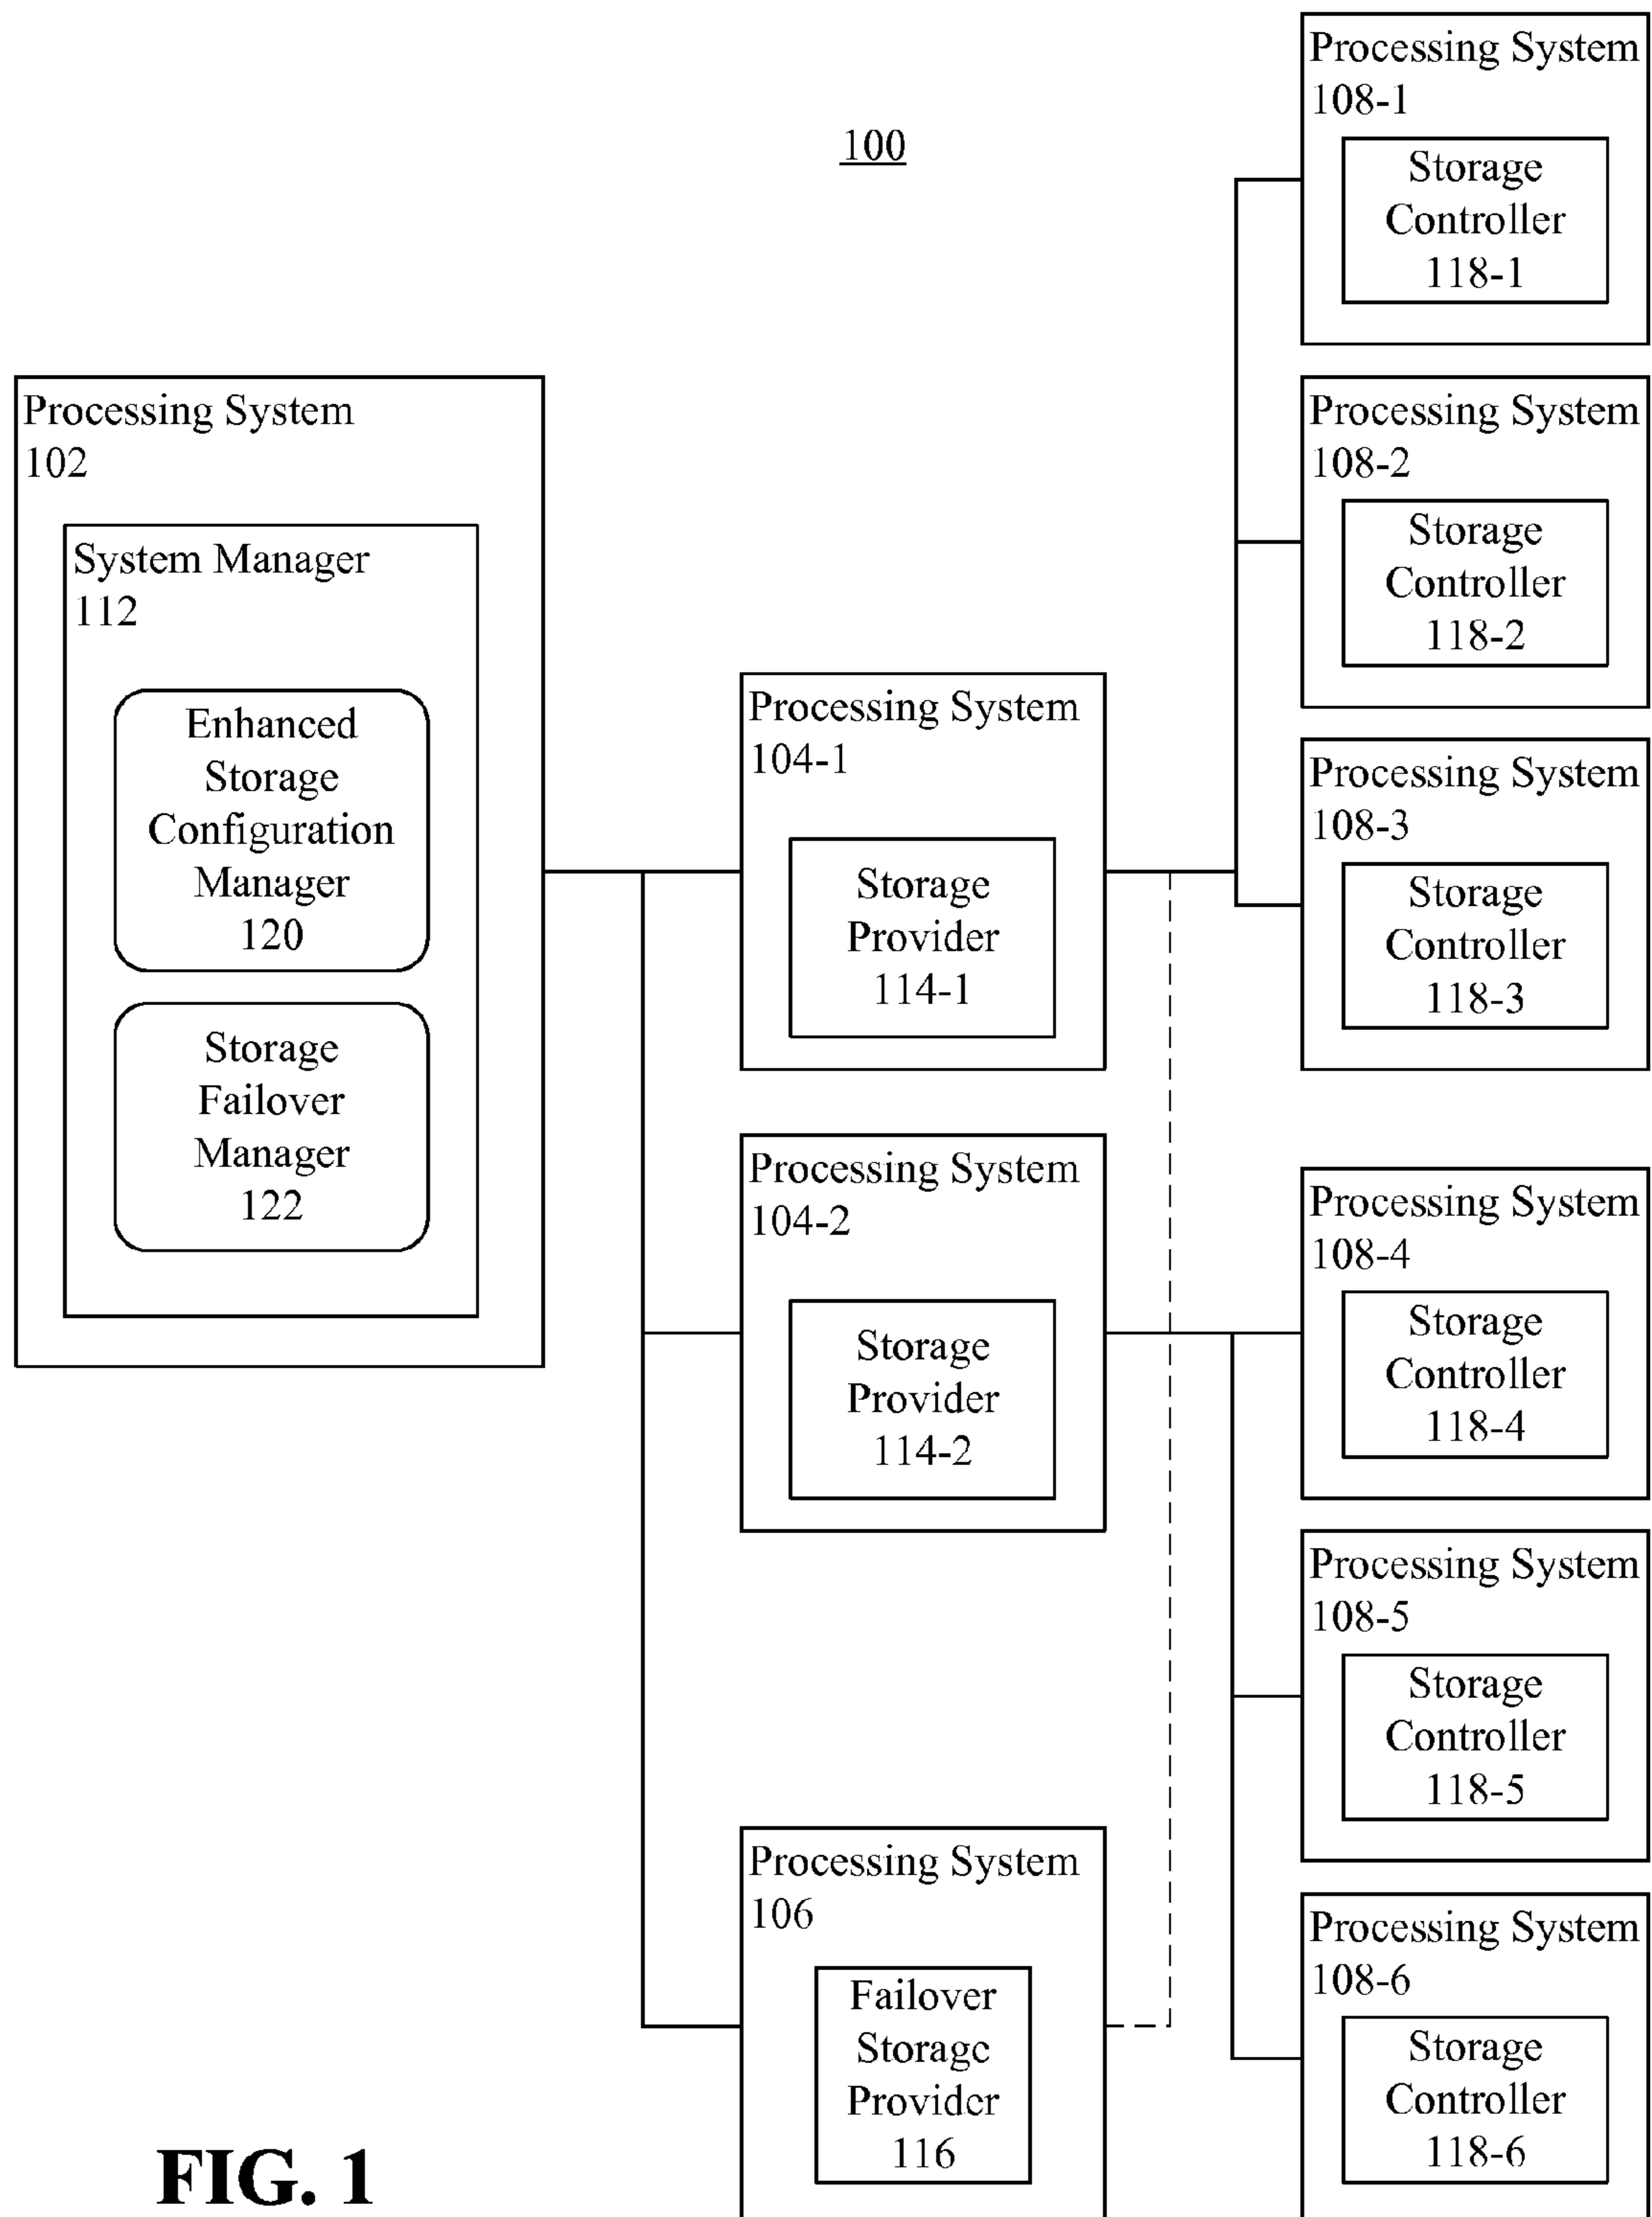 100
Processing System
102
System Manager
112
Enhanced
Storage
Configuration
Manager
120
Storage
Failover
Manager
122
Processing System
104-1
Storage
Provider
114-1
Processing System
104-2
Storage
Provider
114-2
Processing System
106
Failover
Storage
Provider
116
Processing System
108-1
Storage
Controller
118-1
Processing System
108-2
Storage
Controller
118-2
Processing System
108-3
Storage
Controller
118-3
Processing System
108-4
Storage
Controller
118-4
Processing System
108-5
Storage
Controller
118-5
Processing System
108-6
Storage
Controller
118-6
FIG. 1